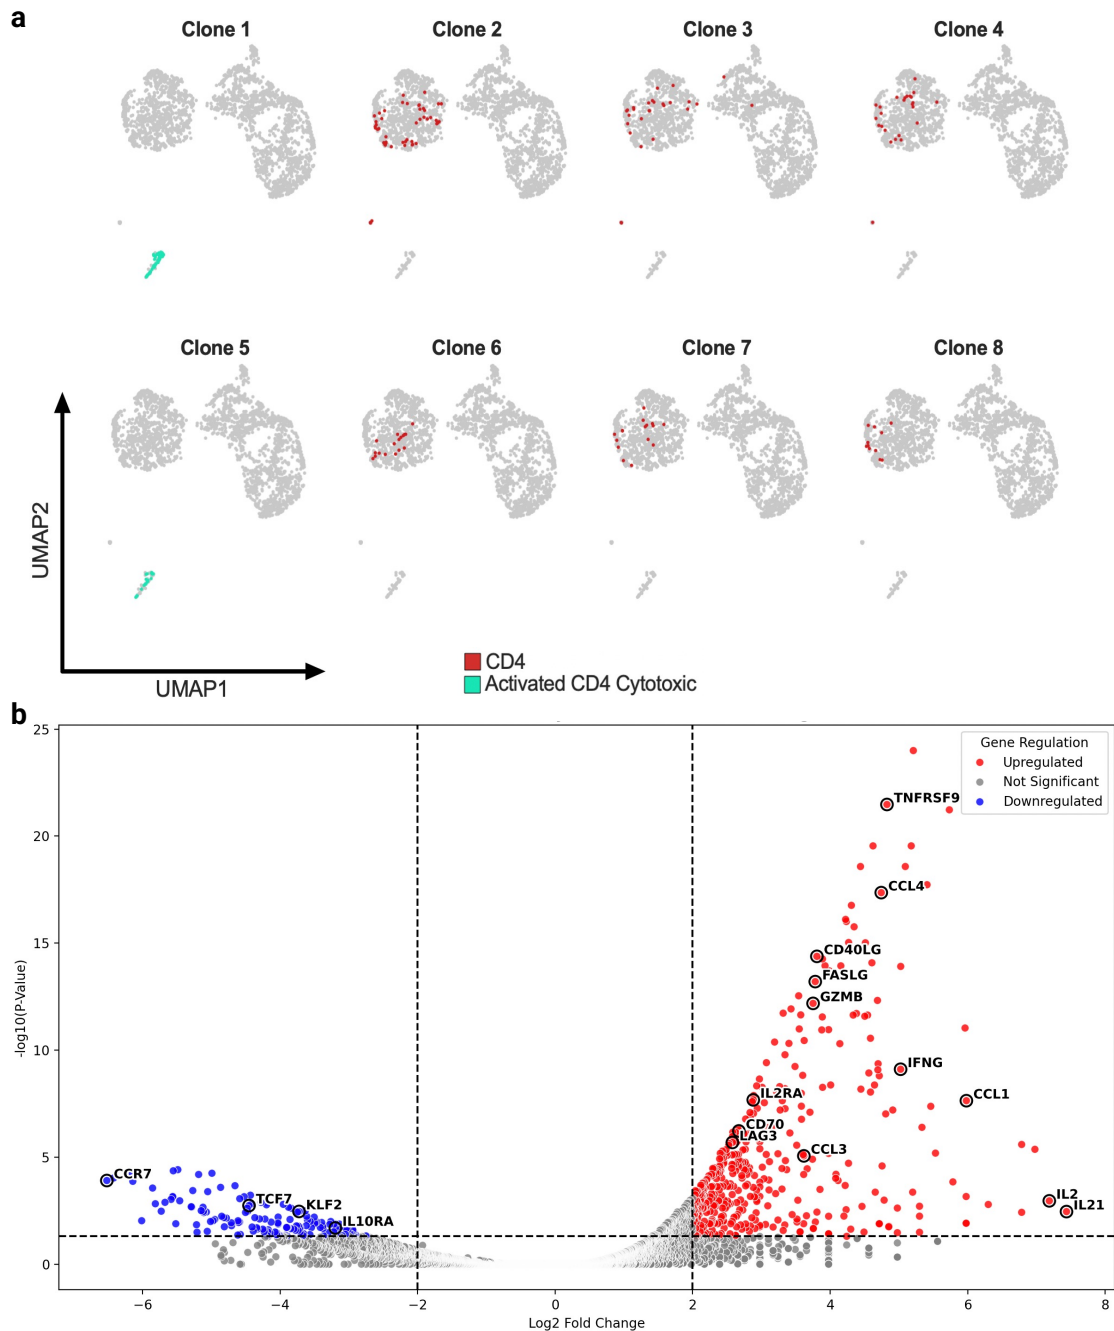 a
Clone 1
Clone 2
Clone 3
Clone 4
Clone 5
Clone 6
Clone 7
Clone 8
UMAP2
UMAP1
CD4
Activated CD4 Cytotoxic
b
25
20
15
10
5
0
-log10(P-Value)
−6
−4
−2
0
2
4
6
8
Log2 Fold Change
Gene Regulation
Upregulated
Not Significant
Downregulated
TNFRSF9
CCL4
CD40LG
FASLG
GZMB
IFNG
IL2RA
CCL1
CD70
LAG3
CCL3
CCR7
TCF7
KLF2
IL10RA
IL2
IL21